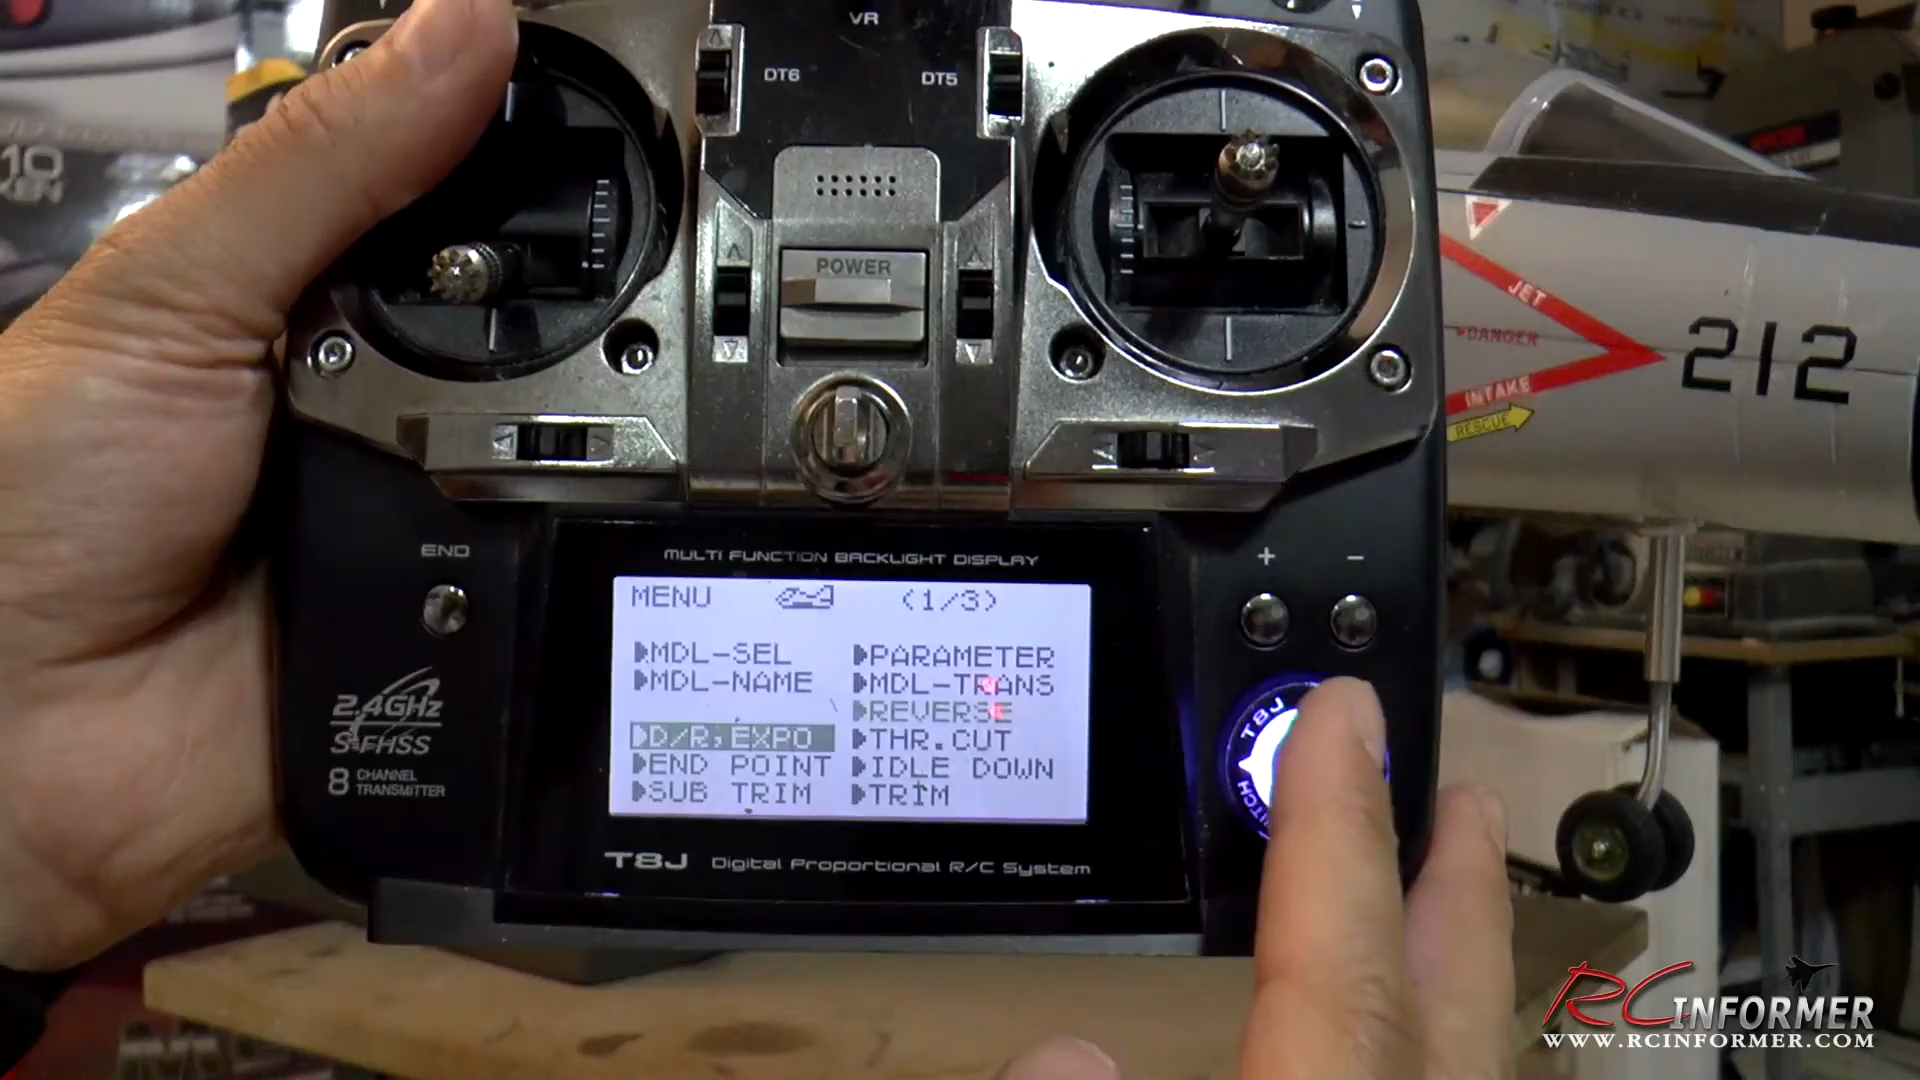 VR
DT6
DT5
POWER
10
JET
DANGER
INTAKE
RESCUE
212
END
+ −
MULTI FUNCTION BACKLIGHT DISPLAY
MENU (1/3)
MDL-SEL
MDL-NAME
D/R,EXPO
END POINT
SUB TRIM
PARAMETER
MDL-TRANS
REVERSE
THR.CUT
IDLE DOWN
TRIM
2.4GHz
S-FHSS
8 CHANNEL TRANSMITTER
T8J
T8J Digital Proportional R/C System
RCINFORMER
WWW.RCINFORMER.COM